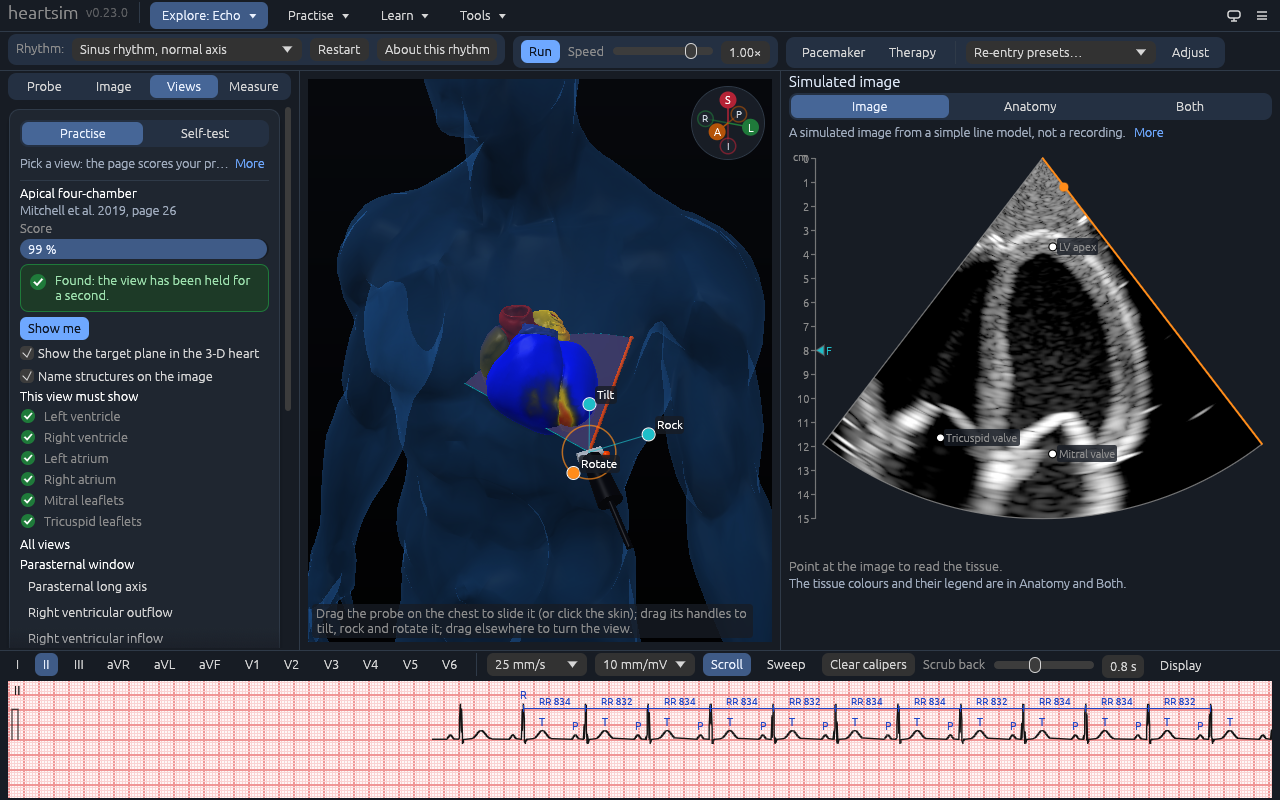 heartsim v0.23.0 Explore: Echo Practise Learn Tools
Rhythm: Sinus rhythm, normal axis Restart About this rhythm Run Speed 1.00× Pacemaker Therapy Re-entry presets... Adjust
Probe Image Views Measure
Practise Self-test
Pick a view: the page scores your pr... More
Apical four-chamber
Mitchell et al. 2019, page 26
Score
99 %
Found: the view has been held for
a second.
Show me
Show the target plane in the 3-D heart
Name structures on the image
This view must show
Left ventricle
Right ventricle
Left atrium
Right atrium
Mitral leaflets
Tricuspid leaflets
All views
Parasternal window
Parasternal long axis
Right ventricular outflow
Right ventricular inflow
S
R P
A L
I
Tilt
Rock
Rotate
Drag the probe on the chest to slide it (or click the skin); drag its handles to
tilt, rock and rotate it; drag elsewhere to turn the view.
Simulated image
Image Anatomy Both
A simulated image from a simple line model, not a recording. More
cm 0
1
2
3
4
5
6
7
8 F
9
10
11
12
13
14
15
LV apex
Tricuspid valve
Mitral valve
Point at the image to read the tissue.
The tissue colours and their legend are in Anatomy and Both.
I II III aVR aVL aVF V1 V2 V3 V4 V5 V6 25 mm/s 10 mm/mV Scroll Sweep Clear calipers Scrub back 0.8 s Display
II
R
RR 834 RR 832 RR 834 RR 834 RR 832 RR 834 RR 834 RR 832 RR 834 RR 834 RR 832
T P T P T P T P T P T P T P T P T P T P T P T